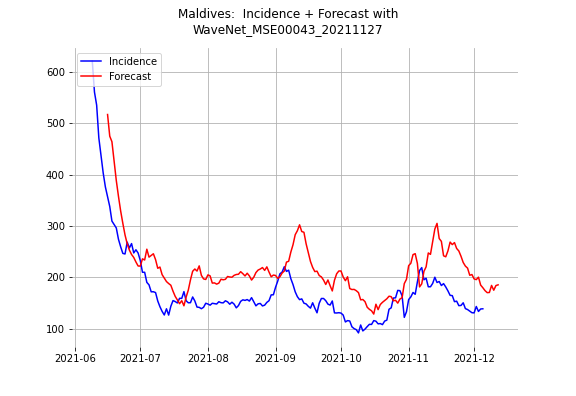 Maldives:  Incidence + Forecast with
WaveNet_MSE00043_20211127
Incidence
Forecast
600
500
400
300
200
100
2021-06 2021-07 2021-08 2021-09 2021-10 2021-11 2021-12